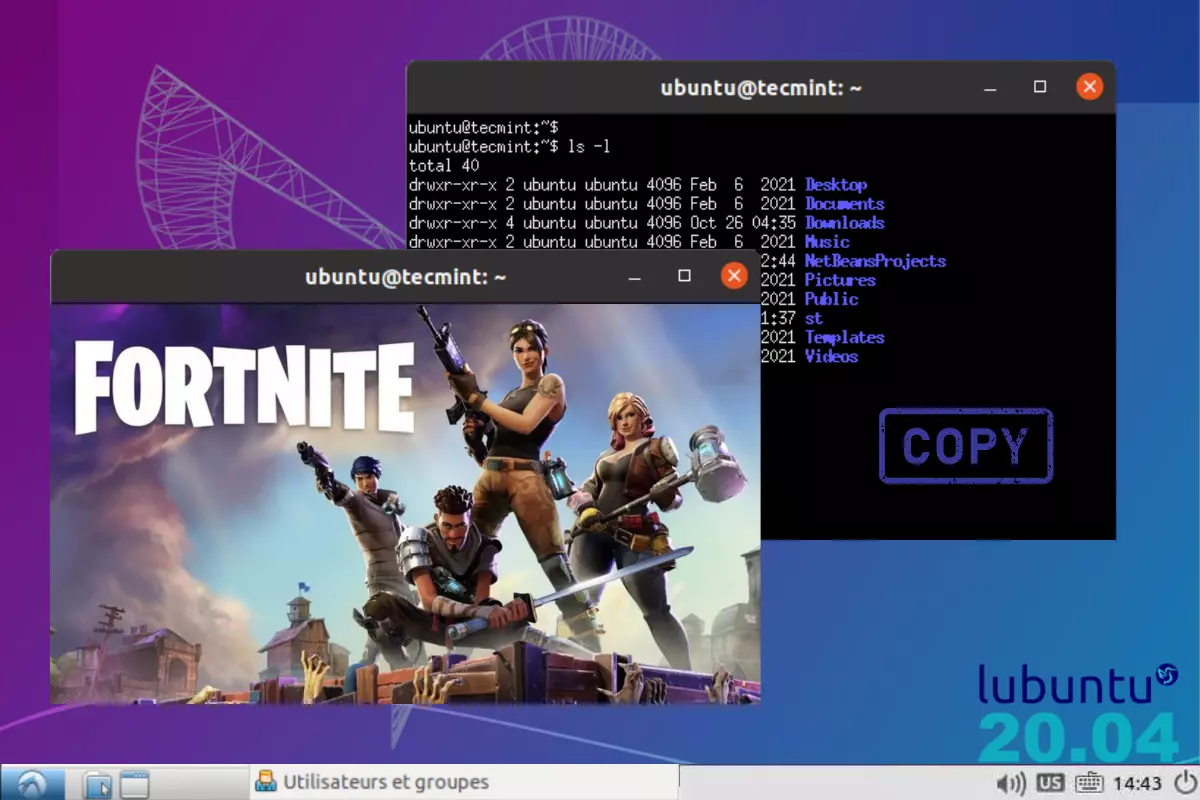 ubuntu@tecmint: ~
ubuntu@tecmint:~$
ubuntu@tecmint:~$ ls -l
total 40
drwxr-xr-x 2 ubuntu ubuntu 4096 Feb  6  2021 Desktop
drwxr-xr-x 2 ubuntu ubuntu 4096 Feb  6  2021 Documents
drwxr-xr-x 4 ubuntu ubuntu 4096 Oct 26 04:35 Downloads
drwxr-xr-x 2 ubuntu ubuntu 4096 Feb  6  2021 Music
2:44 NetBeansProjects
2021 Pictures
2021 Public
1:37 st
2021 Templates
2021 Videos
COPY
ubuntu@tecmint: ~
FORTNITE
lubuntu
20.04
Utilisateurs et groupes
US
14:43